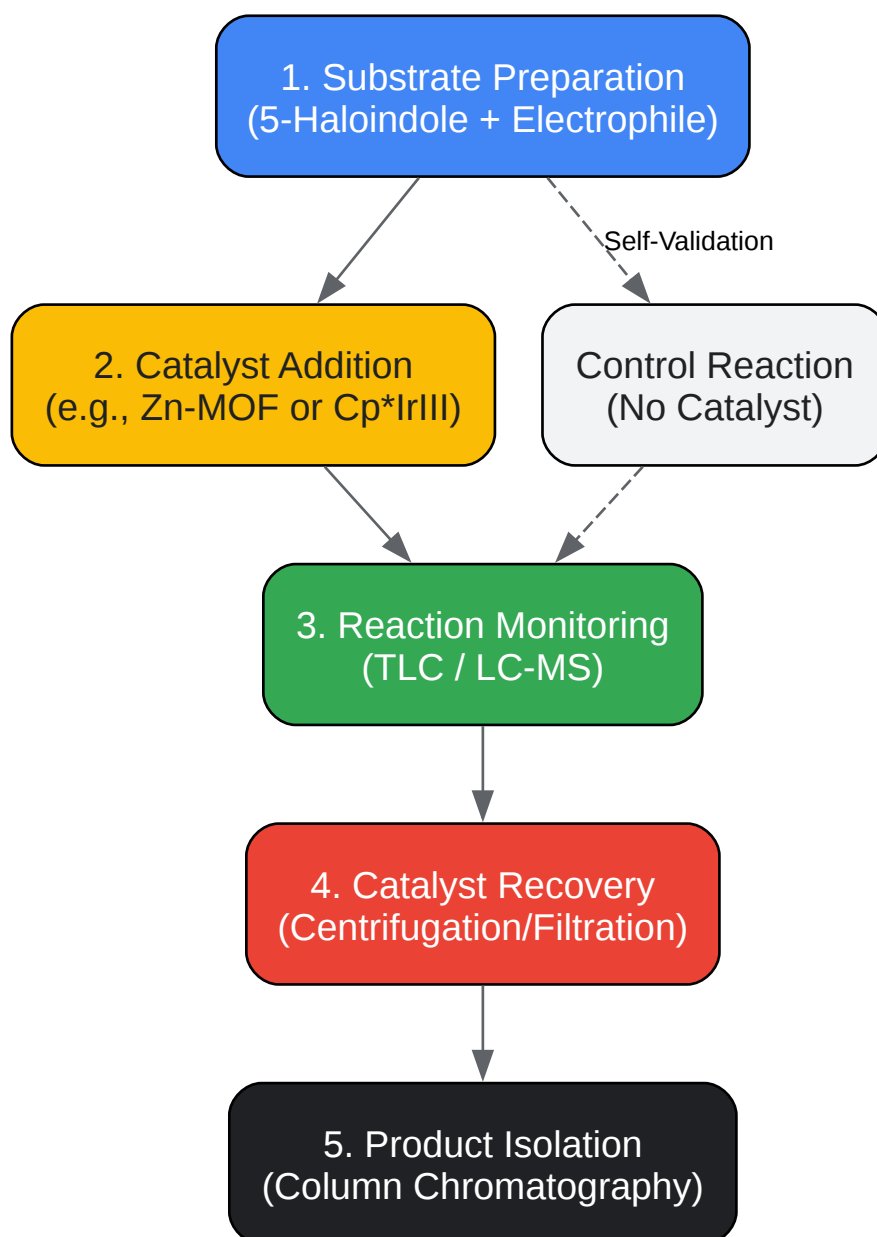 1. Substrate Preparation
(5-Haloindole + Electrophile)
Self-Validation
2. Catalyst Addition
(e.g., Zn-MOF or Cp*IrIII)
Control Reaction
(No Catalyst)
3. Reaction Monitoring
(TLC / LC-MS)
4. Catalyst Recovery
(Centrifugation/Filtration)
5. Product Isolation
(Column Chromatography)